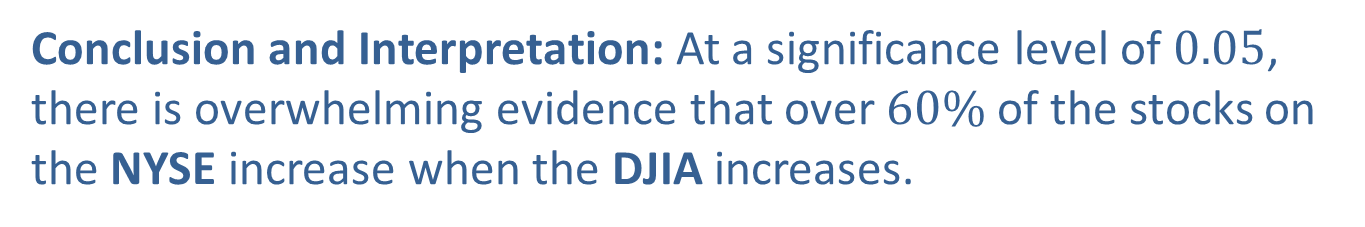 Conclusion and Interpretation: At a significance level of 0.05,
there is overwhelming evidence that over 60% of the stocks on
the NYSE increase when the DJIA increases.